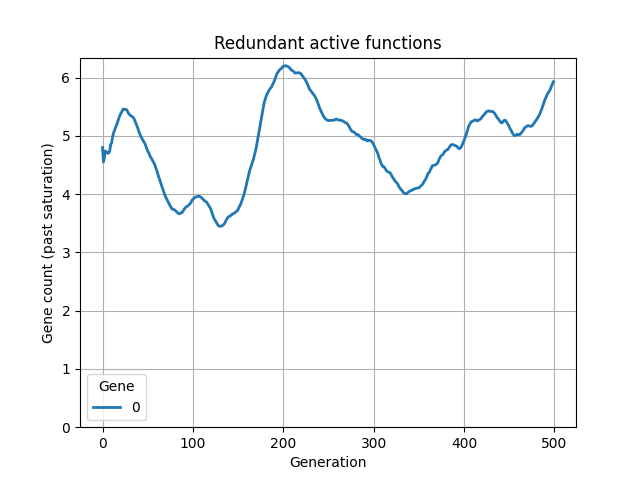 Redundant active functions
Gene count (past saturation)
6
5
4
3
2
1
0
Gene
0
0 100 200 300 400 500
Generation